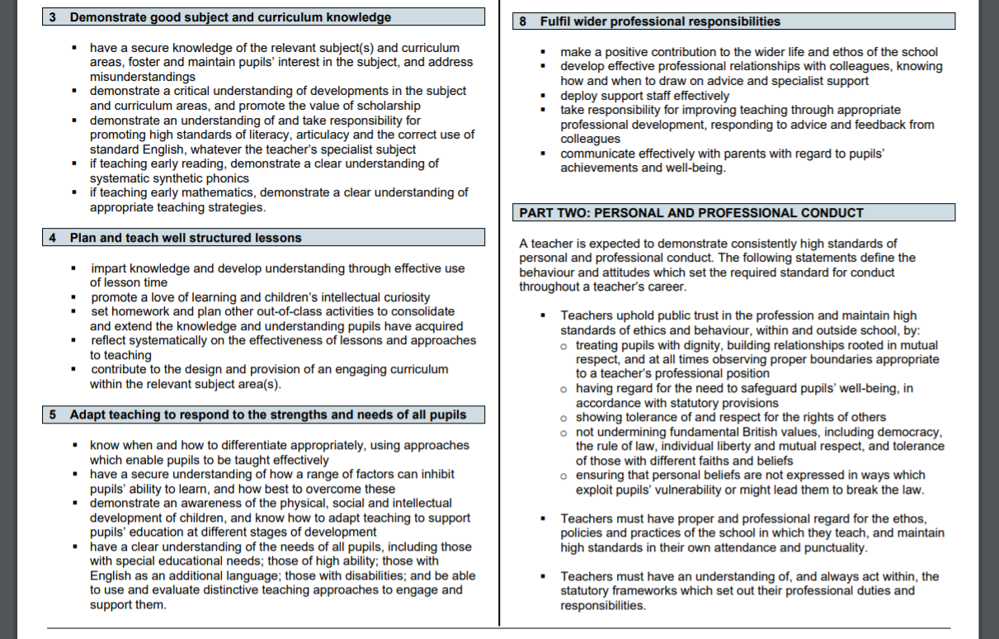 3 Demonstrate good subject and curriculum knowledge
▪ have a secure knowledge of the relevant subject(s) and curriculum
areas, foster and maintain pupils' interest in the subject, and address
misunderstandings
▪ demonstrate a critical understanding of developments in the subject
and curriculum areas, and promote the value of scholarship
▪ demonstrate an understanding of and take responsibility for
promoting high standards of literacy, articulacy and the correct use of
standard English, whatever the teacher's specialist subject
▪ if teaching early reading, demonstrate a clear understanding of
systematic synthetic phonics
▪ if teaching early mathematics, demonstrate a clear understanding of
appropriate teaching strategies.
4 Plan and teach well structured lessons
▪ impart knowledge and develop understanding through effective use
of lesson time
▪ promote a love of learning and children's intellectual curiosity
▪ set homework and plan other out-of-class activities to consolidate
and extend the knowledge and understanding pupils have acquired
▪ reflect systematically on the effectiveness of lessons and approaches
to teaching
▪ contribute to the design and provision of an engaging curriculum
within the relevant subject area(s).
5 Adapt teaching to respond to the strengths and needs of all pupils
▪ know when and how to differentiate appropriately, using approaches
which enable pupils to be taught effectively
▪ have a secure understanding of how a range of factors can inhibit
pupils' ability to learn, and how best to overcome these
▪ demonstrate an awareness of the physical, social and intellectual
development of children, and know how to adapt teaching to support
pupils' education at different stages of development
▪ have a clear understanding of the needs of all pupils, including those
with special educational needs; those of high ability; those with
English as an additional language; those with disabilities; and be able
to use and evaluate distinctive teaching approaches to engage and
support them.
8 Fulfil wider professional responsibilities
▪ make a positive contribution to the wider life and ethos of the school
▪ develop effective professional relationships with colleagues, knowing
how and when to draw on advice and specialist support
▪ deploy support staff effectively
▪ take responsibility for improving teaching through appropriate
professional development, responding to advice and feedback from
colleagues
▪ communicate effectively with parents with regard to pupils'
achievements and well-being.
PART TWO: PERSONAL AND PROFESSIONAL CONDUCT
A teacher is expected to demonstrate consistently high standards of
personal and professional conduct. The following statements define the
behaviour and attitudes which set the required standard for conduct
throughout a teacher's career.
▪ Teachers uphold public trust in the profession and maintain high
standards of ethics and behaviour, within and outside school, by:
o treating pupils with dignity, building relationships rooted in mutual
respect, and at all times observing proper boundaries appropriate
to a teacher's professional position
o having regard for the need to safeguard pupils' well-being, in
accordance with statutory provisions
o showing tolerance of and respect for the rights of others
o not undermining fundamental British values, including democracy,
the rule of law, individual liberty and mutual respect, and tolerance
of those with different faiths and beliefs
o ensuring that personal beliefs are not expressed in ways which
exploit pupils' vulnerability or might lead them to break the law.
▪ Teachers must have proper and professional regard for the ethos,
policies and practices of the school in which they teach, and maintain
high standards in their own attendance and punctuality.
▪ Teachers must have an understanding of, and always act within, the
statutory frameworks which set out their professional duties and
responsibilities.